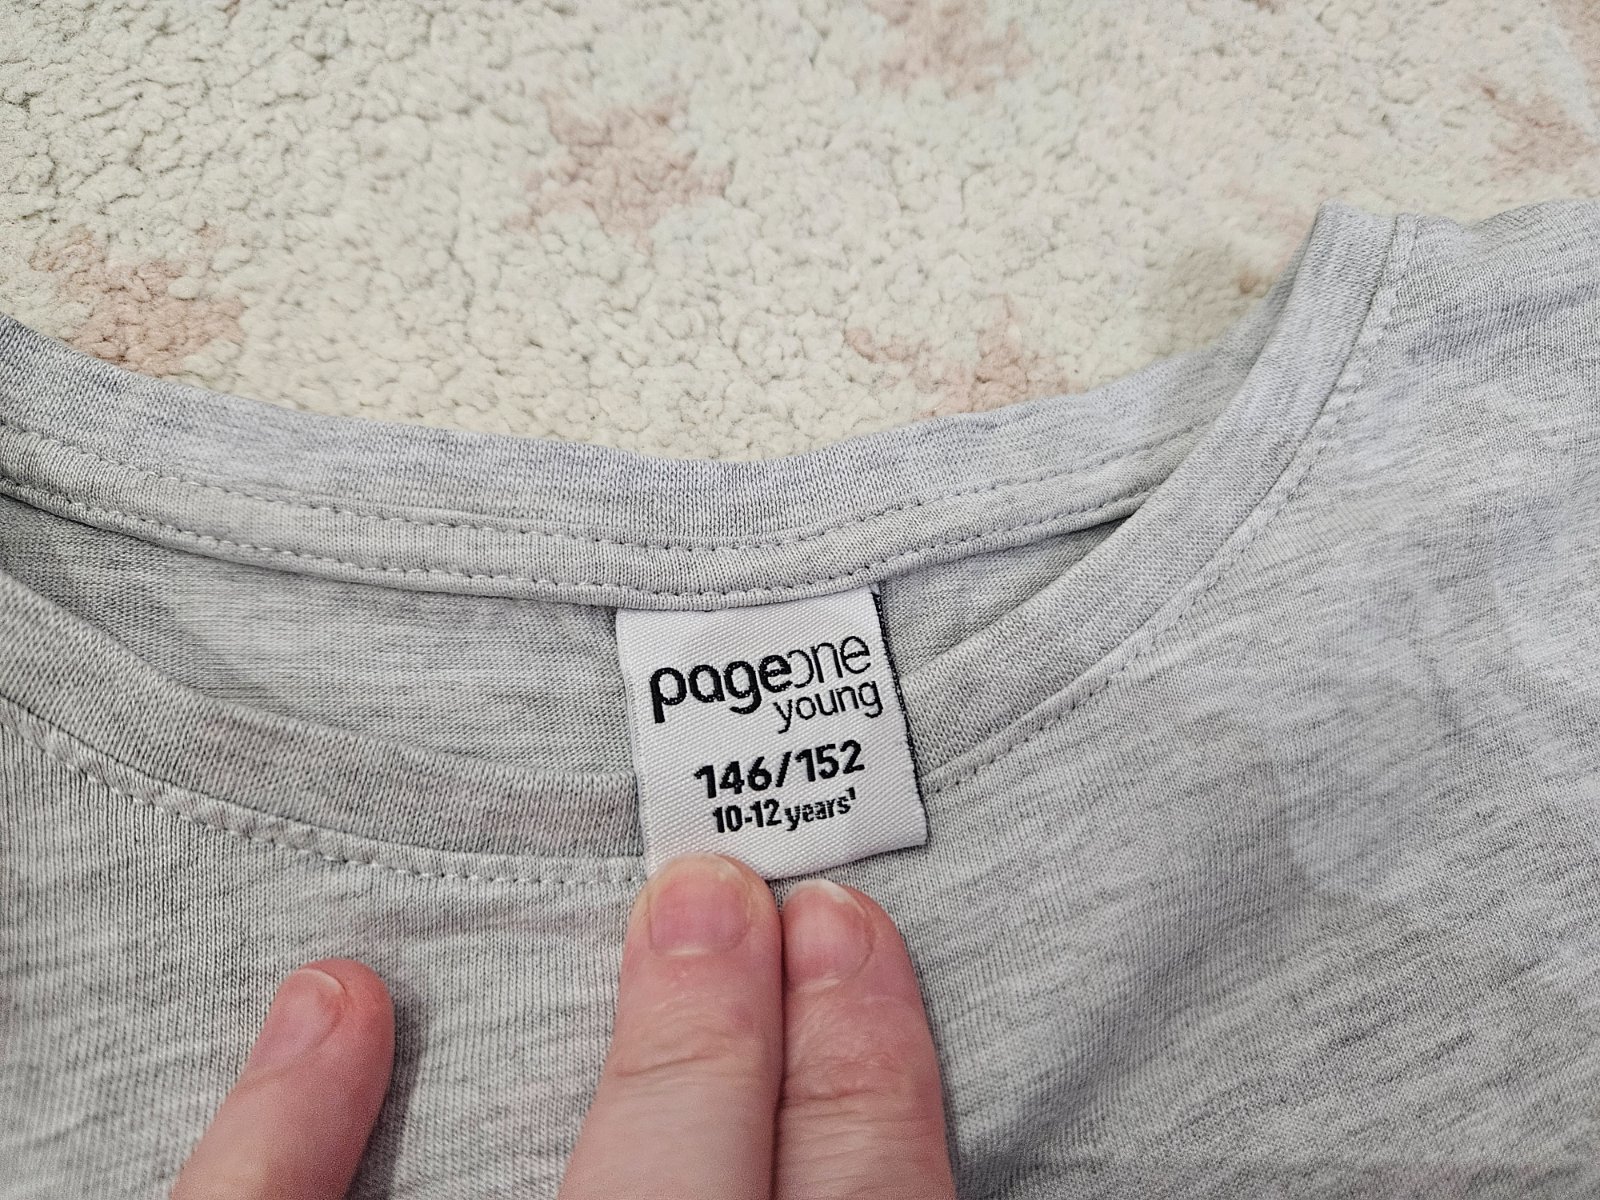 pageone
young
146/152
10-12 years¹